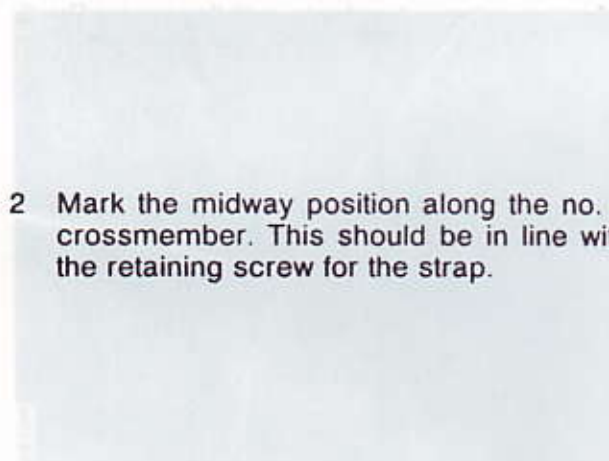 2 Mark the midway position along the no.
crossmember. This should be in line wi
the retaining screw for the strap.